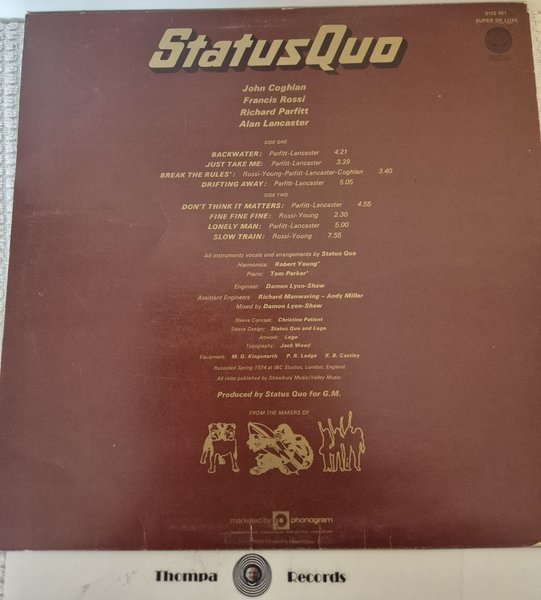 9102 001
SUPER DE LUXE
StatusQuo
John Coghlan
Francis Rossi
Richard Parfitt
Alan Lancaster
SIDE ONE
BACKWATER: Parfitt-Lancaster 4.21
JUST TAKE ME: Parfitt-Lancaster 3.39
BREAK THE RULES*: Rossi-Young-Parfitt-Lancaster-Coghlan 3.40
DRIFTING AWAY: Parfitt-Lancaster 5.05
SIDE TWO
DON'T THINK IT MATTERS: Parfitt-Lancaster 4.55
FINE FINE FINE: Rossi-Young 2.30
LONELY MAN: Parfitt-Lancaster 5.00
SLOW TRAIN: Rossi-Young 7.55
All instruments vocals and arrangements by Status Quo
Harmonica: Robert Young*
Piano: Tom Parker*
Engineer: Damon Lyon-Shaw
Assistant Engineers: Richard Manwaring - Andy Miller
Mixed by Damon Lyon-Shaw
Sleeve Concept: Christine Patient
Sleeve Design: Status Quo and Logo
Artwork: Logo
Typography: Jack Wood
Equipment: M. G. Kingsnorth P. R. Lodge K. B. Castley
Recorded Spring 1974 at IBC Studios, London, England.
All titles published by Shawbury Music/Valley Music.
Produced by Status Quo for G.M.
FROM THE MAKERS OF
marketed by phonogram
Thompa Records